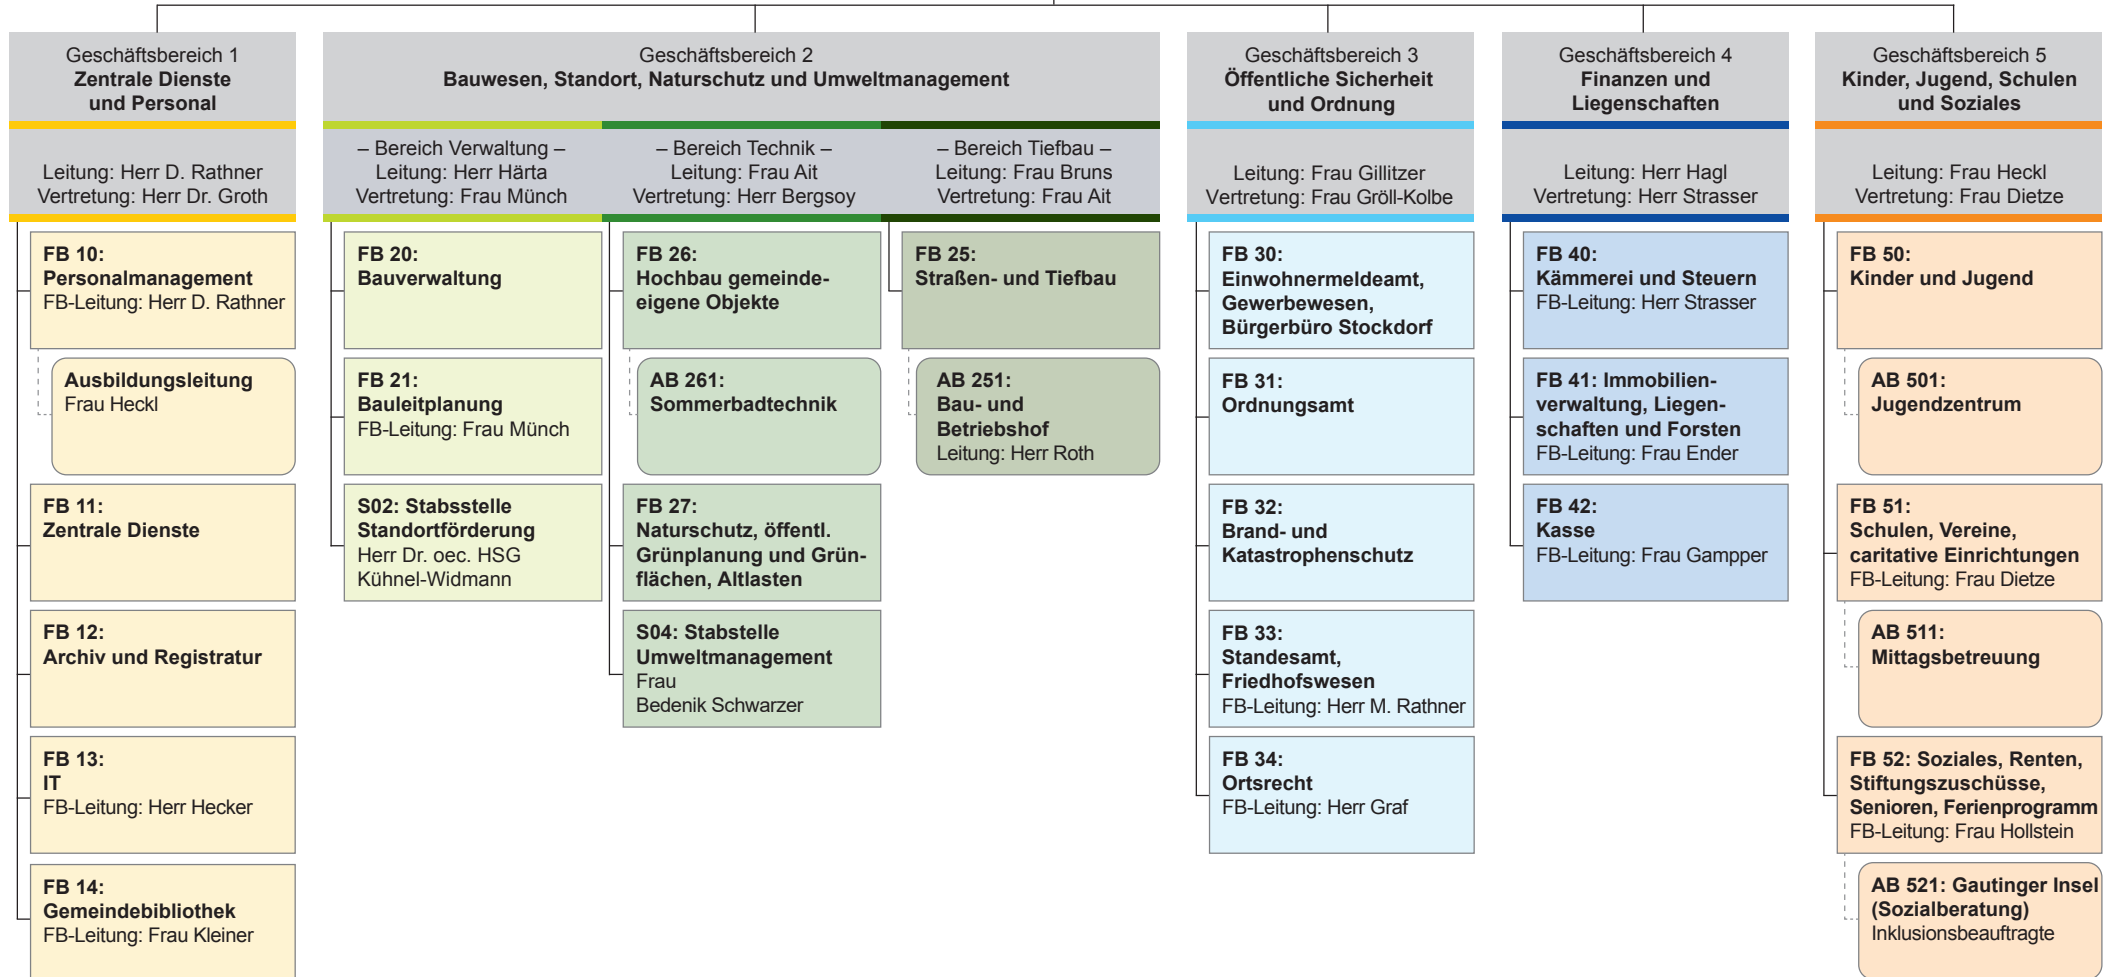 Geschäftsbereich 1
Zentrale Dienste
und Personal
Leitung: Herr D. Rathner
Vertretung: Herr Dr. Groth
FB 10:
Personalmanagement
FB-Leitung: Herr D. Rathner
Ausbildungsleitung
Frau Heckl
FB 11:
Zentrale Dienste
FB 12:
Archiv und Registratur
FB 13:
IT
FB-Leitung: Herr Hecker
FB 14:
Gemeindebibliothek
FB-Leitung: Frau Kleiner
Geschäftsbereich 2
Bauwesen, Standort, Naturschutz und Umweltmanagement
– Bereich Verwaltung –
Leitung: Herr Härta
Vertretung: Frau Münch
FB 20:
Bauverwaltung
FB 21:
Bauleitplanung
FB-Leitung: Frau Münch
S02: Stabsstelle
Standortförderung
Herr Dr. oec. HSG
Kühnel-Widmann
– Bereich Technik –
Leitung: Frau Ait
Vertretung: Herr Bergsoy
FB 26:
Hochbau gemeinde-
eigene Objekte
AB 261:
Sommerbadtechnik
FB 27:
Naturschutz, öffentl.
Grünplanung und Grün-
flächen, Altlasten
S04: Stabstelle
Umweltmanagement
Frau
Bedenik Schwarzer
– Bereich Tiefbau –
Leitung: Frau Bruns
Vertretung: Frau Ait
FB 25:
Straßen- und Tiefbau
AB 251:
Bau- und
Betriebshof
Leitung: Herr Roth
Geschäftsbereich 3
Öffentliche Sicherheit
und Ordnung
Leitung: Frau Gillitzer
Vertretung: Frau Gröll-Kolbe
FB 30:
Einwohnermeldeamt,
Gewerbewesen,
Bürgerbüro Stockdorf
FB 31:
Ordnungsamt
FB 32:
Brand- und
Katastrophenschutz
FB 33:
Standesamt,
Friedhofswesen
FB-Leitung: Herr M. Rathner
FB 34:
Ortsrecht
FB-Leitung: Herr Graf
Geschäftsbereich 4
Finanzen und
Liegenschaften
Leitung: Herr Hagl
Vertretung: Herr Strasser
FB 40:
Kämmerei und Steuern
FB-Leitung: Herr Strasser
FB 41: Immobilien-
verwaltung, Liegen-
schaften und Forsten
FB-Leitung: Frau Ender
FB 42:
Kasse
FB-Leitung: Frau Gampper
Geschäftsbereich 5
Kinder, Jugend, Schulen
und Soziales
Leitung: Frau Heckl
Vertretung: Frau Dietze
FB 50:
Kinder und Jugend
AB 501:
Jugendzentrum
FB 51:
Schulen, Vereine,
caritative Einrichtungen
FB-Leitung: Frau Dietze
AB 511:
Mittagsbetreuung
FB 52: Soziales, Renten,
Stiftungszuschüsse,
Senioren, Ferienprogramm
FB-Leitung: Frau Hollstein
AB 521: Gautinger Insel
(Sozialberatung)
Inklusionsbeauftragte